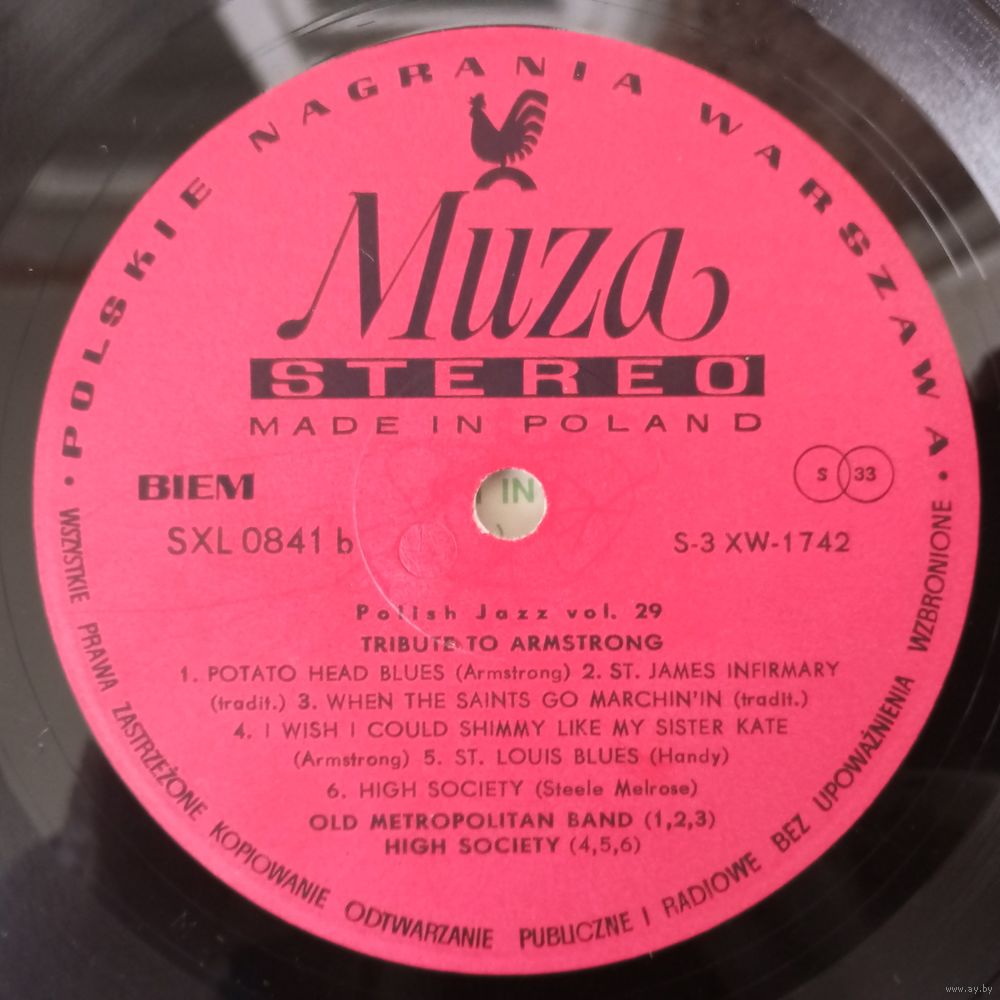 · POLSKIE NAGRANIA WARSZAWA ·
Muza
STEREO
MADE IN POLAND
BIEM
S 33
IN
SXL 0841 b
S-3 XW-1742
Polish Jazz vol. 29
TRIBUTE TO ARMSTRONG
1. POTATO HEAD BLUES (Armstrong) 2. ST. JAMES INFIRMARY
(tradit.) 3. WHEN THE SAINTS GO MARCHIN'IN (tradit.)
4. I WISH I COULD SHIMMY LIKE MY SISTER KATE
(Armstrong) 5. ST. LOUIS BLUES (Handy)
6. HIGH SOCIETY (Steele Melrose)
OLD METROPOLITAN BAND (1,2,3)
HIGH SOCIETY (4,5,6)
WSZYSTKIE PRAWA ZASTRZEŻONE KOPIOWANIE ODTWARZANIE PUBLICZNE I RADIOWE BEZ UPOWAŻNIENIA WZBRONIONE
www.ay.by